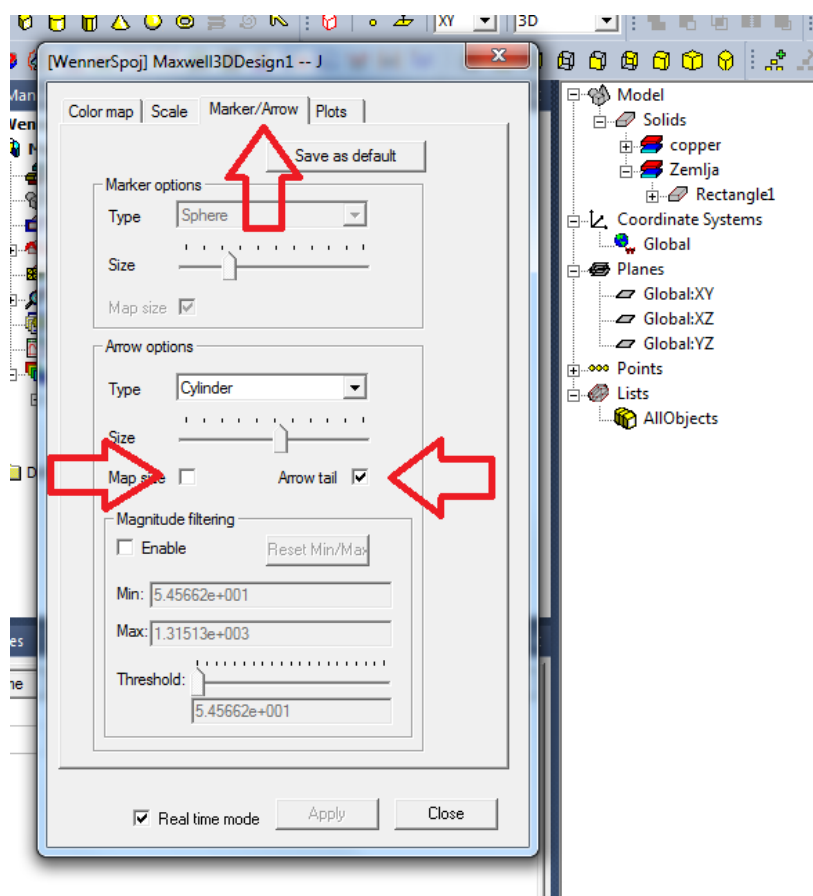 XY
3D
[WennerSpoj] Maxwell3DDesign1 -- J
Color map
Scale
Marker/Arrow
Plots
Save as default
Marker options
Type
Sphere
Size
Map size
Arrow options
Type
Cylinder
Size
Map size
Arrow tail
Magnitude filtering
Enable
Reset Min/Max
Min:
5.45662e+001
Max:
1.31513e+003
Threshold:
5.45662e+001
Real time mode
Apply
Close
Model
Solids
copper
Zemlja
Rectangle1
Coordinate Systems
Global
Planes
Global:XY
Global:XZ
Global:YZ
Points
Lists
AllObjects